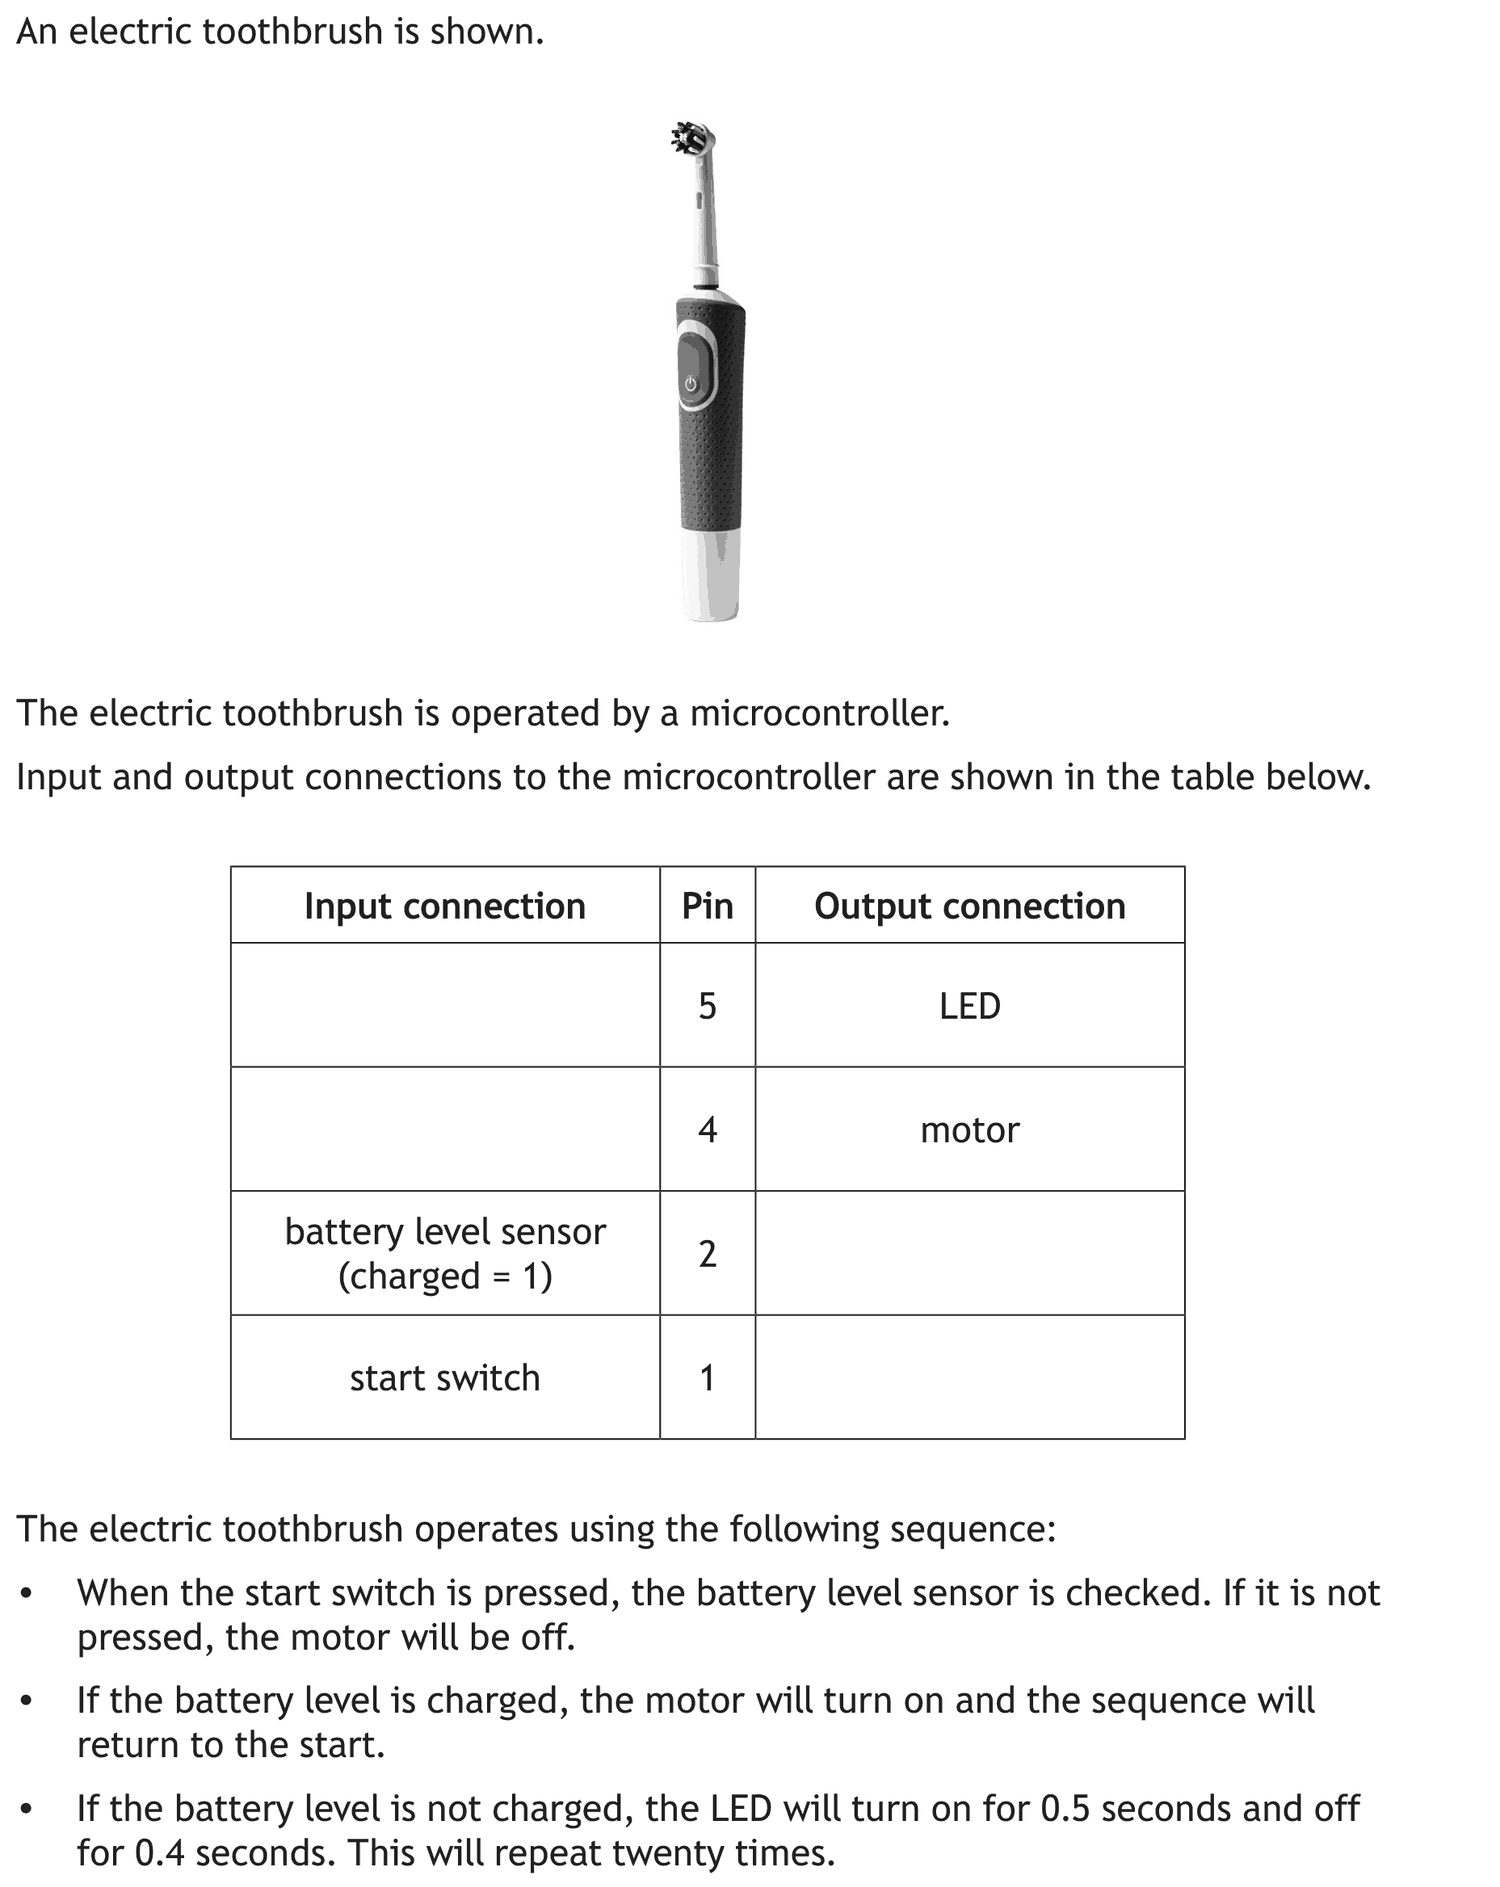 An electric toothbrush is shown.
The electric toothbrush is operated by a microcontroller.
Input and output connections to the microcontroller are shown in the table below.
Input connection Pin Output connection
5 LED
4 motor
battery level sensor
(charged = 1) 2
start switch 1
The electric toothbrush operates using the following sequence:
• When the start switch is pressed, the battery level sensor is checked. If it is not
pressed, the motor will be off.
• If the battery level is charged, the motor will turn on and the sequence will
return to the start.
• If the battery level is not charged, the LED will turn on for 0.5 seconds and off
for 0.4 seconds. This will repeat twenty times.